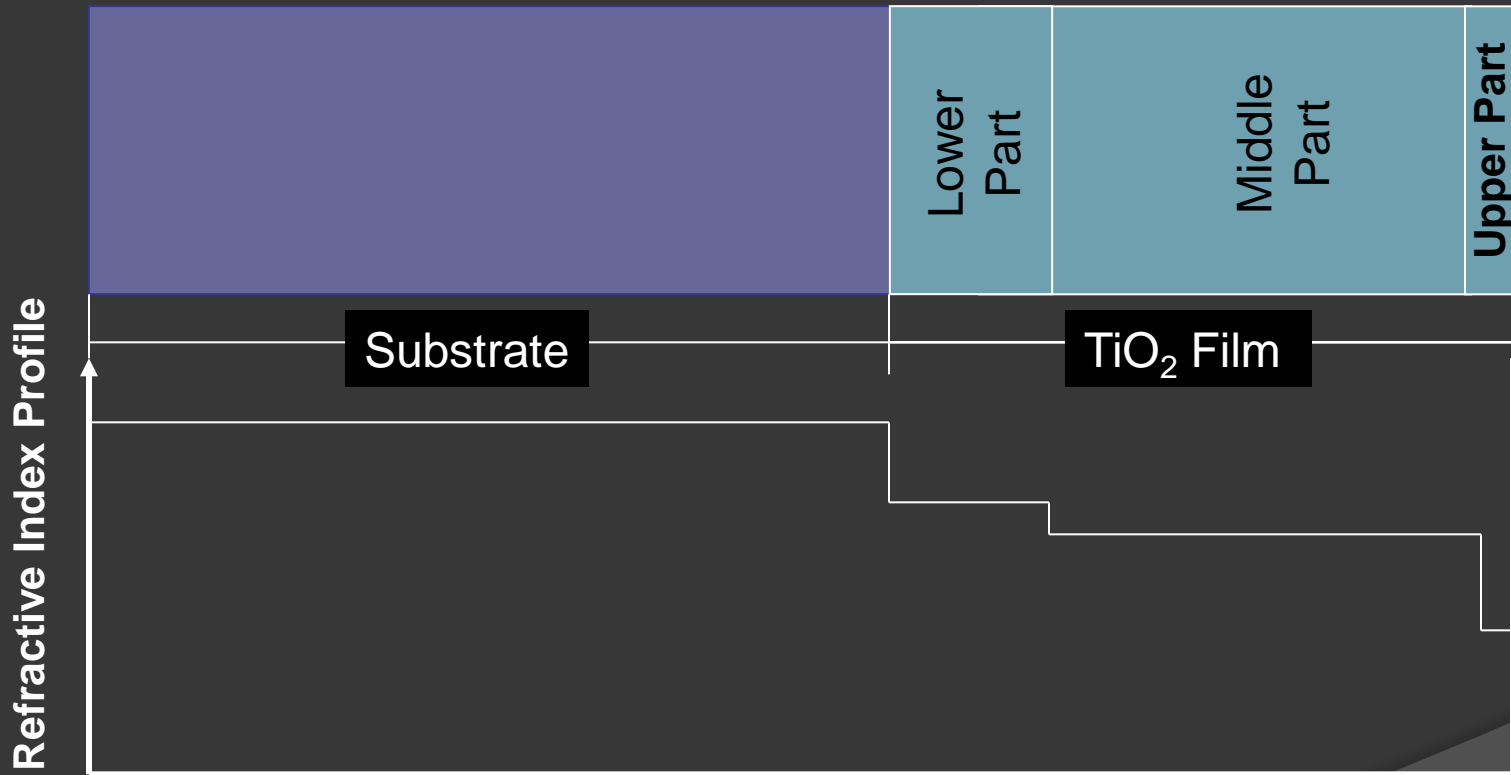 Lower
Part
Middle
Part
Upper Part
Substrate
TiO₂ Film
Refractive Index Profile